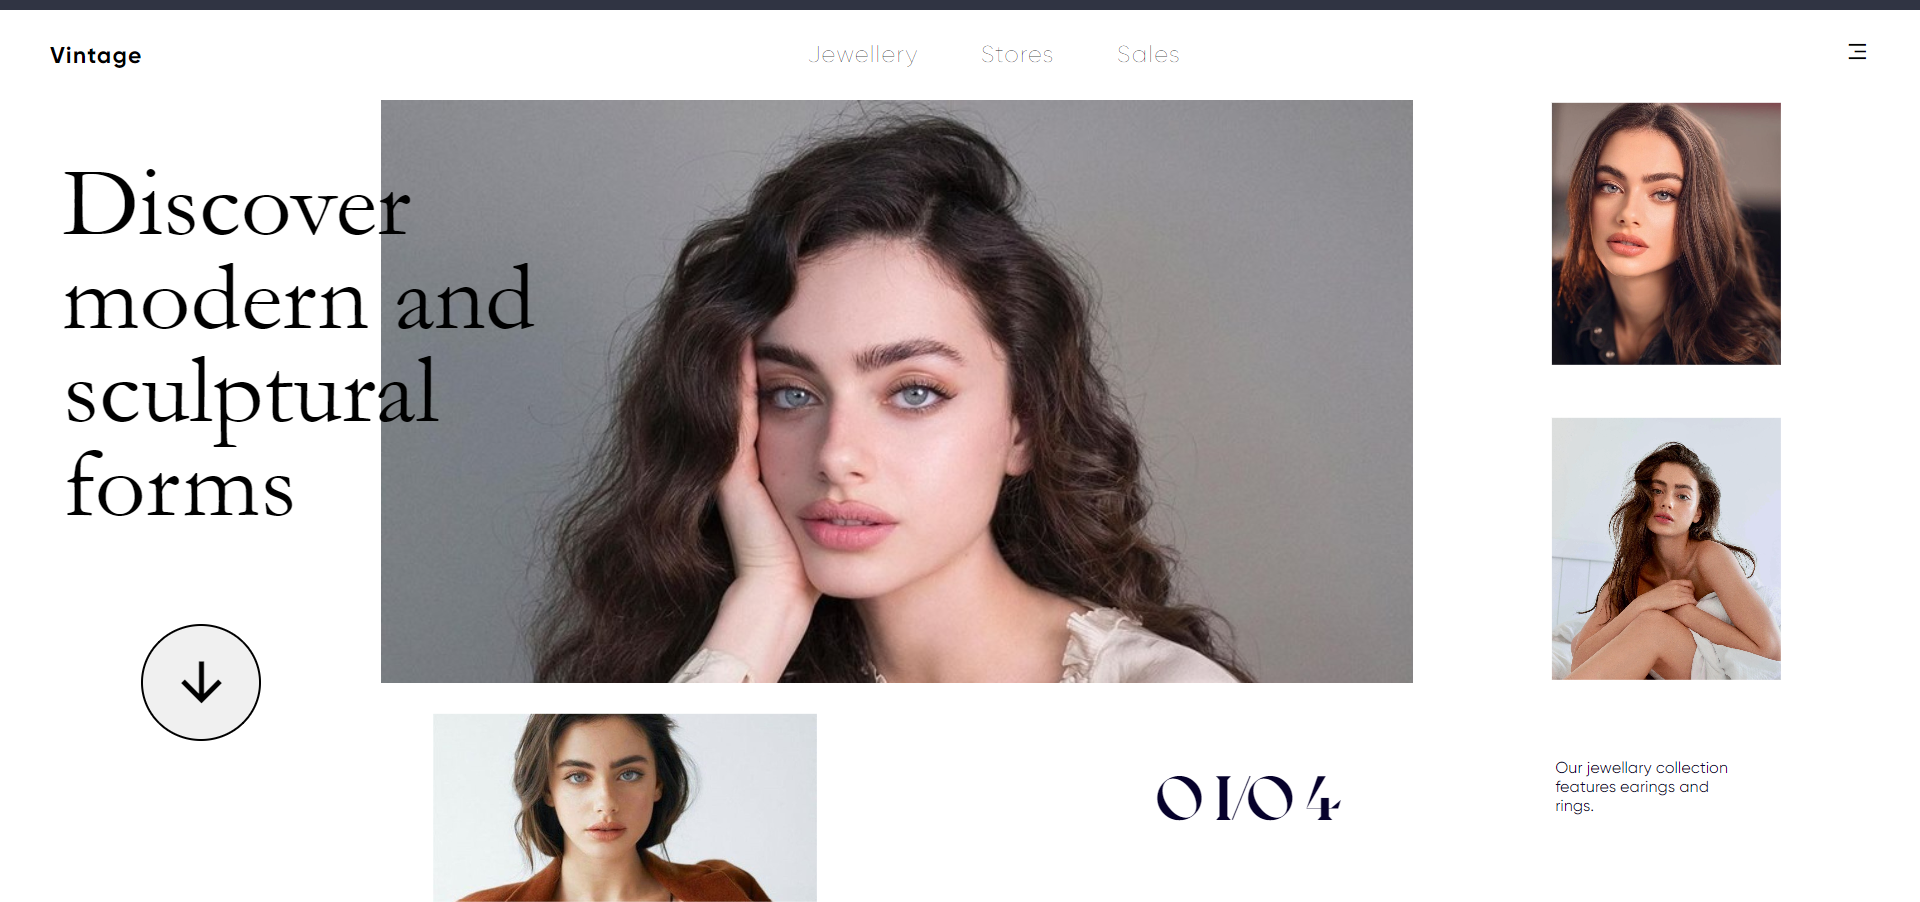 Vintage
Jewellery Stores Sales
Discover
modern and
sculptural
forms
01/04
Our jewellary collection
features earings and
rings.